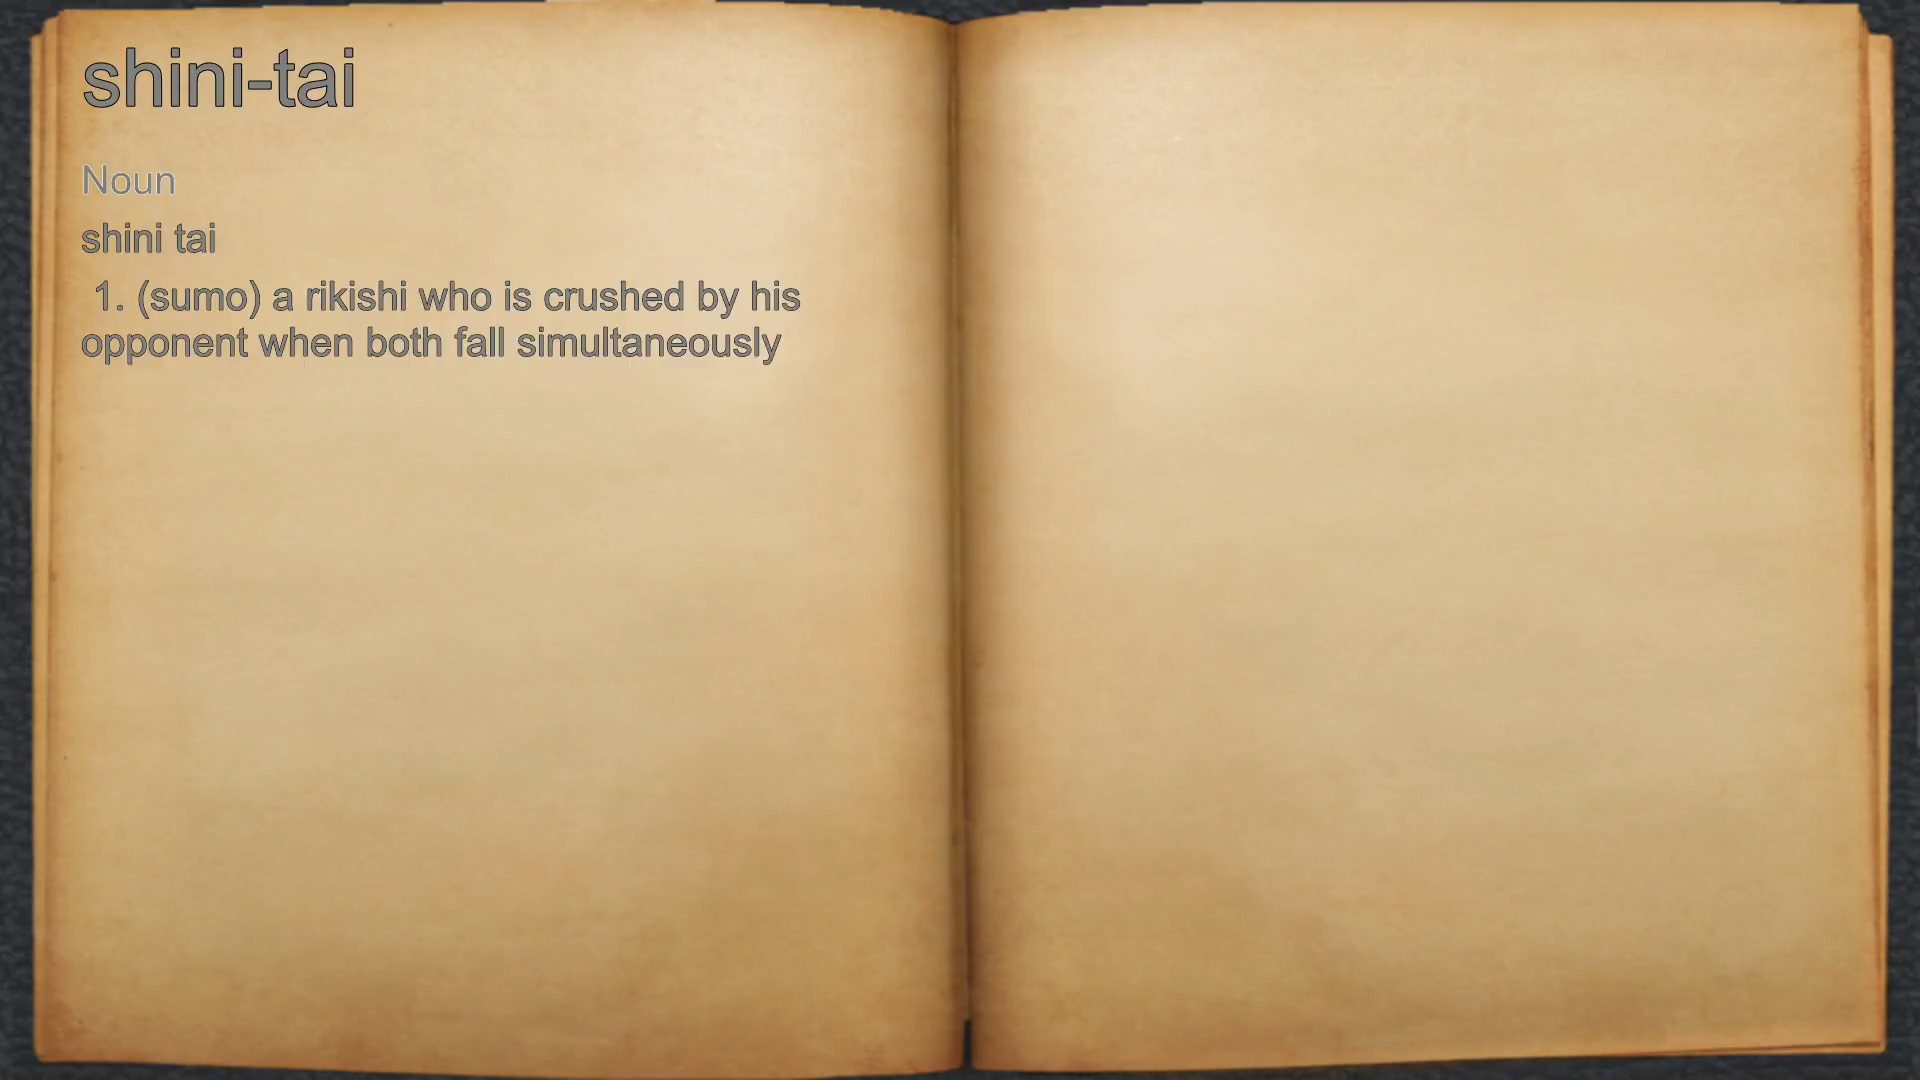 shini-tai
Noun
shini tai
1. (sumo) a rikishi who is crushed by his
opponent when both fall simultaneously